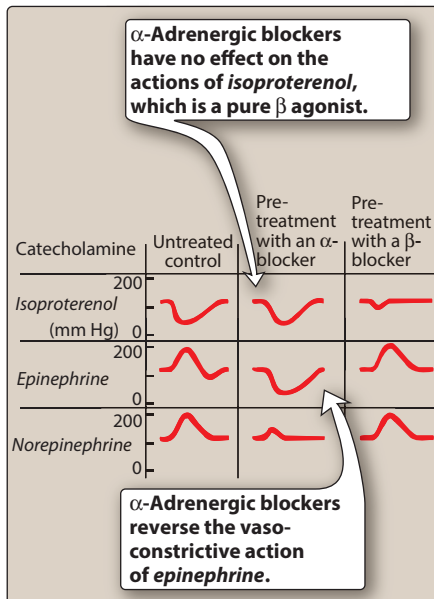 α-Adrenergic blockers
have no effect on the
actions of isoproterenol,
which is a pure β agonist.
Catecholamine
Untreated
control
Pre-
treatment
with an α-
blocker
Pre-
treatment
with a β-
blocker
200
Isoproterenol
(mm Hg)
0
200
Epinephrine
0
200
Norepinephrine
0
α-Adrenergic blockers
reverse the vaso-
constrictive action
of epinephrine.